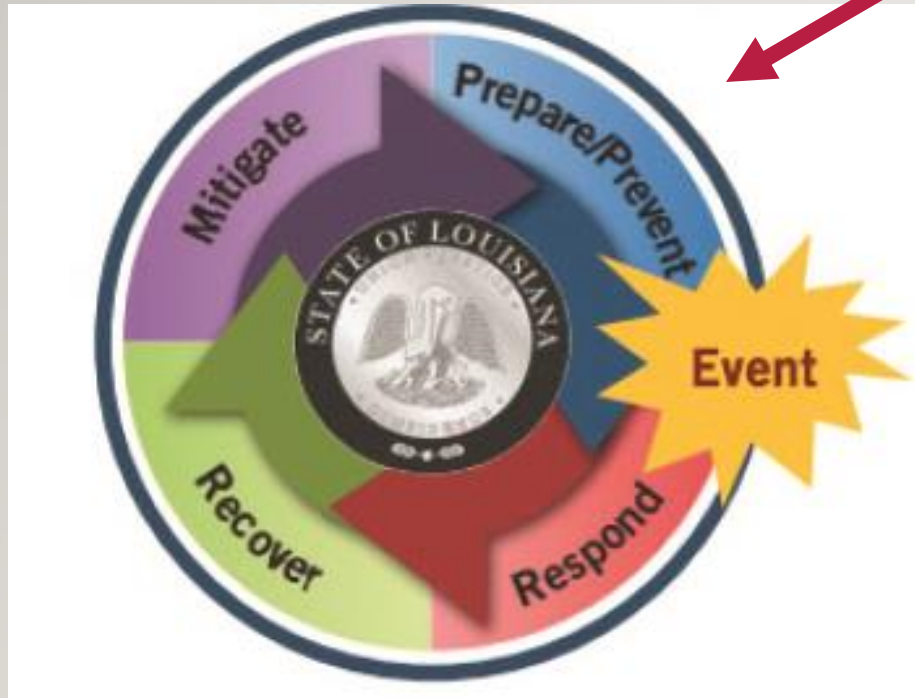 Mitigate
Prepare/Prevent
Event
Respond
Recover
STATE OF LOUISIANA